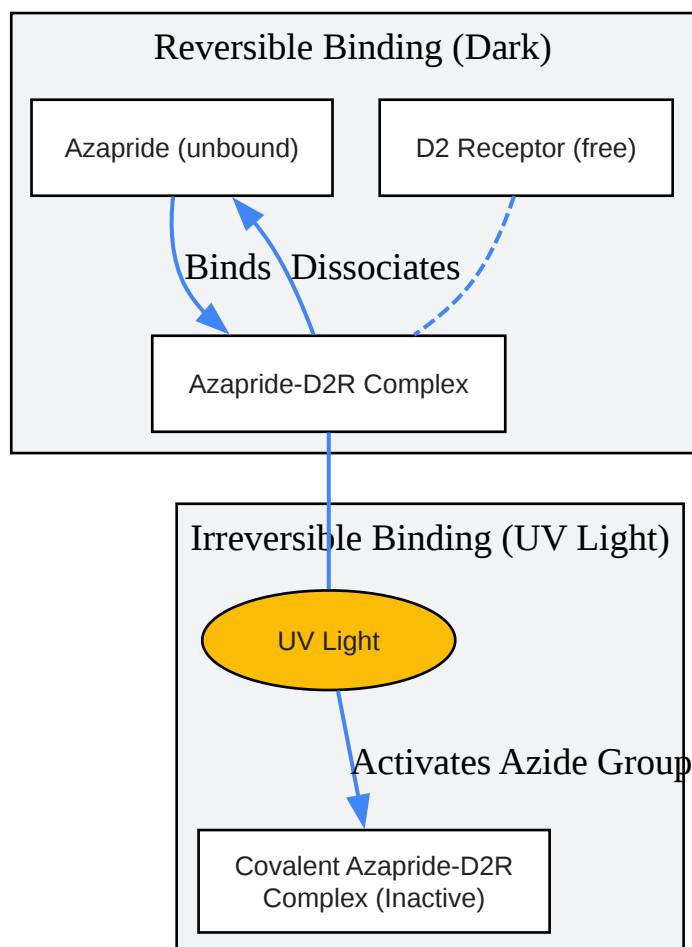 Reversible Binding (Dark)
Azapride (unbound)
D2 Receptor (free)
Binds
Dissociates
Azapride-D2R Complex
Irreversible Binding (UV Light)
UV Light
Activates Azide Group
Covalent Azapride-D2R
Complex (Inactive)